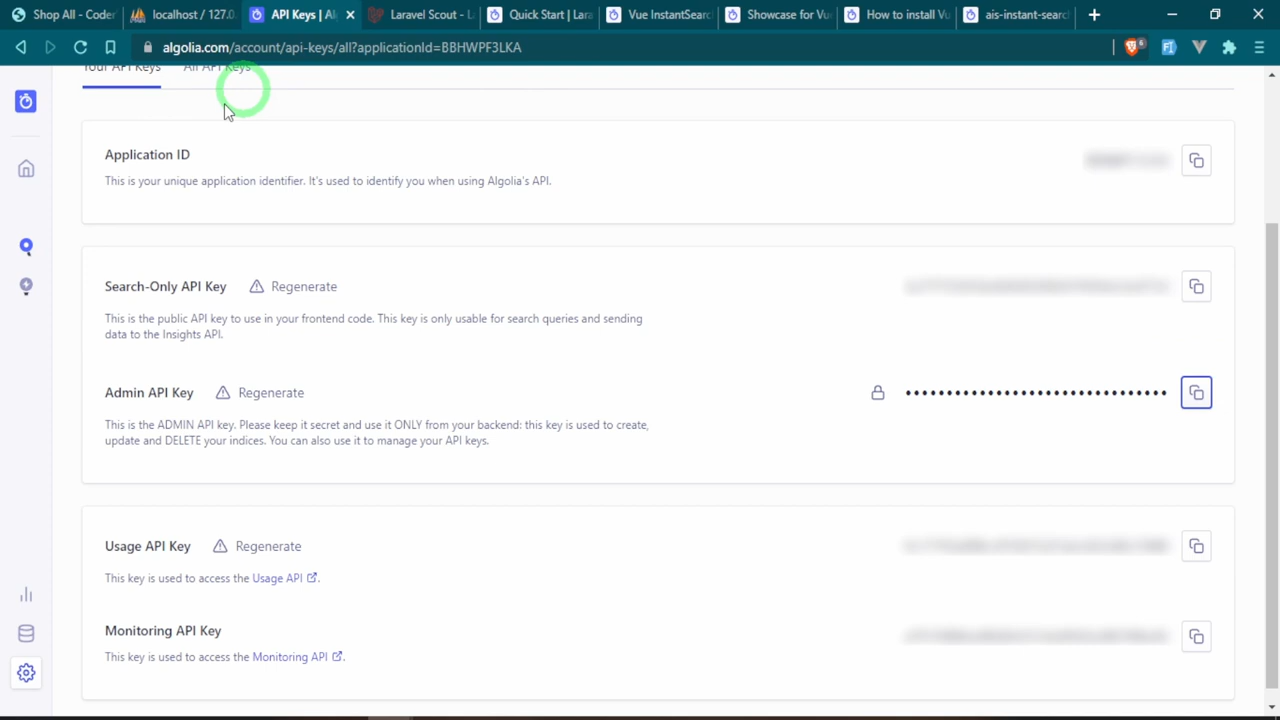 Shop All - Coder
localhost / 127.0.
API Keys | Al
Laravel Scout - L
Quick Start | Lara
Vue InstantSearc
Showcase for Vu
How to install Vu
ais-instant-searc
algolia.com/account/api-keys/all?applicationId=BBHWPF3LKA
6
Your API Keys All API Keys
Application ID
This is your unique application identifier. It's used to identify you when using Algolia's API.
Search-Only API Key Regenerate
This is the public API key to use in your frontend code. This key is only usable for search queries and sending
data to the Insights API.
Admin API Key Regenerate
••••••••••••••••••••••••••••••••
This is the ADMIN API key. Please keep it secret and use it ONLY from your backend: this key is used to create,
update and DELETE your indices. You can also use it to manage your API keys.
Usage API Key Regenerate
This key is used to access the Usage API.
Monitoring API Key
This key is used to access the Monitoring API.